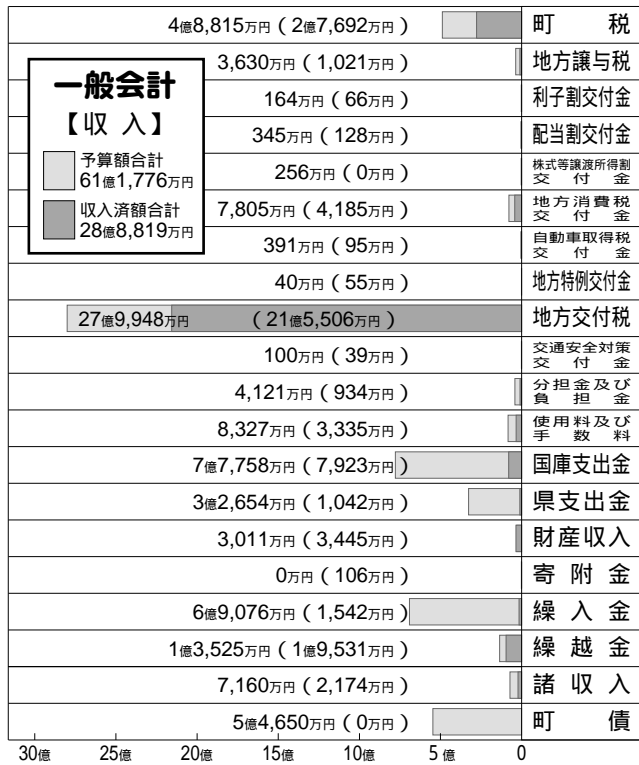 4億8,815万円（2億7,692万円） 町税
3,630万円（1,021万円） 地方譲与税
一般会計
【収入】
予算額合計
61億1,776万円
収入済額合計
28億8,819万円
164万円（66万円） 利子割交付金
345万円（128万円） 配当割交付金
256万円（0万円） 株式等譲渡所得割交付金
7,805万円（4,185万円） 地方消費税交付金
391万円（95万円） 自動車取得税交付金
40万円（55万円） 地方特例交付金
27億9,948万円（21億5,506万円） 地方交付税
100万円（39万円） 交通安全対策交付金
4,121万円（934万円） 分担金及び負担金
8,327万円（3,335万円） 使用料及び手数料
7億7,758万円（7,923万円） 国庫支出金
3億2,654万円（1,042万円） 県支出金
3,011万円（3,445万円） 財産収入
0万円（106万円） 寄附金
6億9,076万円（1,542万円） 繰入金
1億3,525万円（1億9,531万円） 繰越金
7,160万円（2,174万円） 諸収入
5億4,650万円（0万円） 町債
30億 25億 20億 15億 10億 5億 0